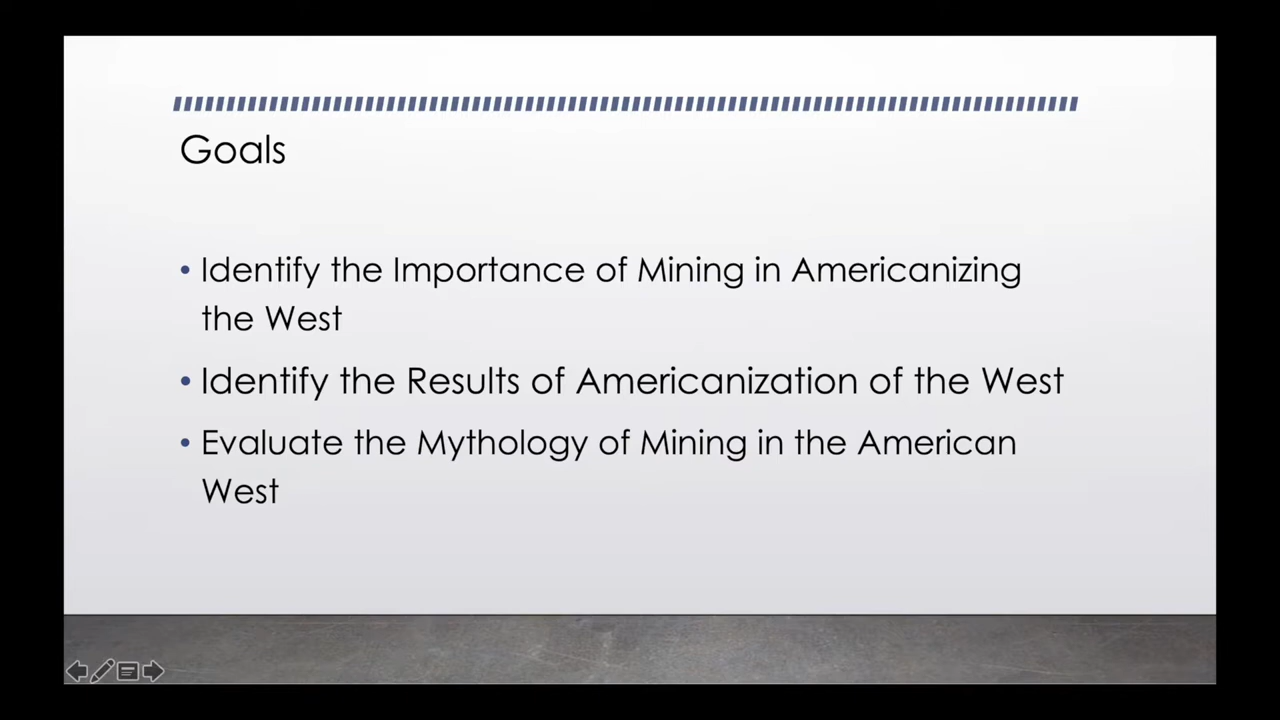 Goals
• Identify the Importance of Mining in Americanizing
the West
• Identify the Results of Americanization of the West
• Evaluate the Mythology of Mining in the American
West